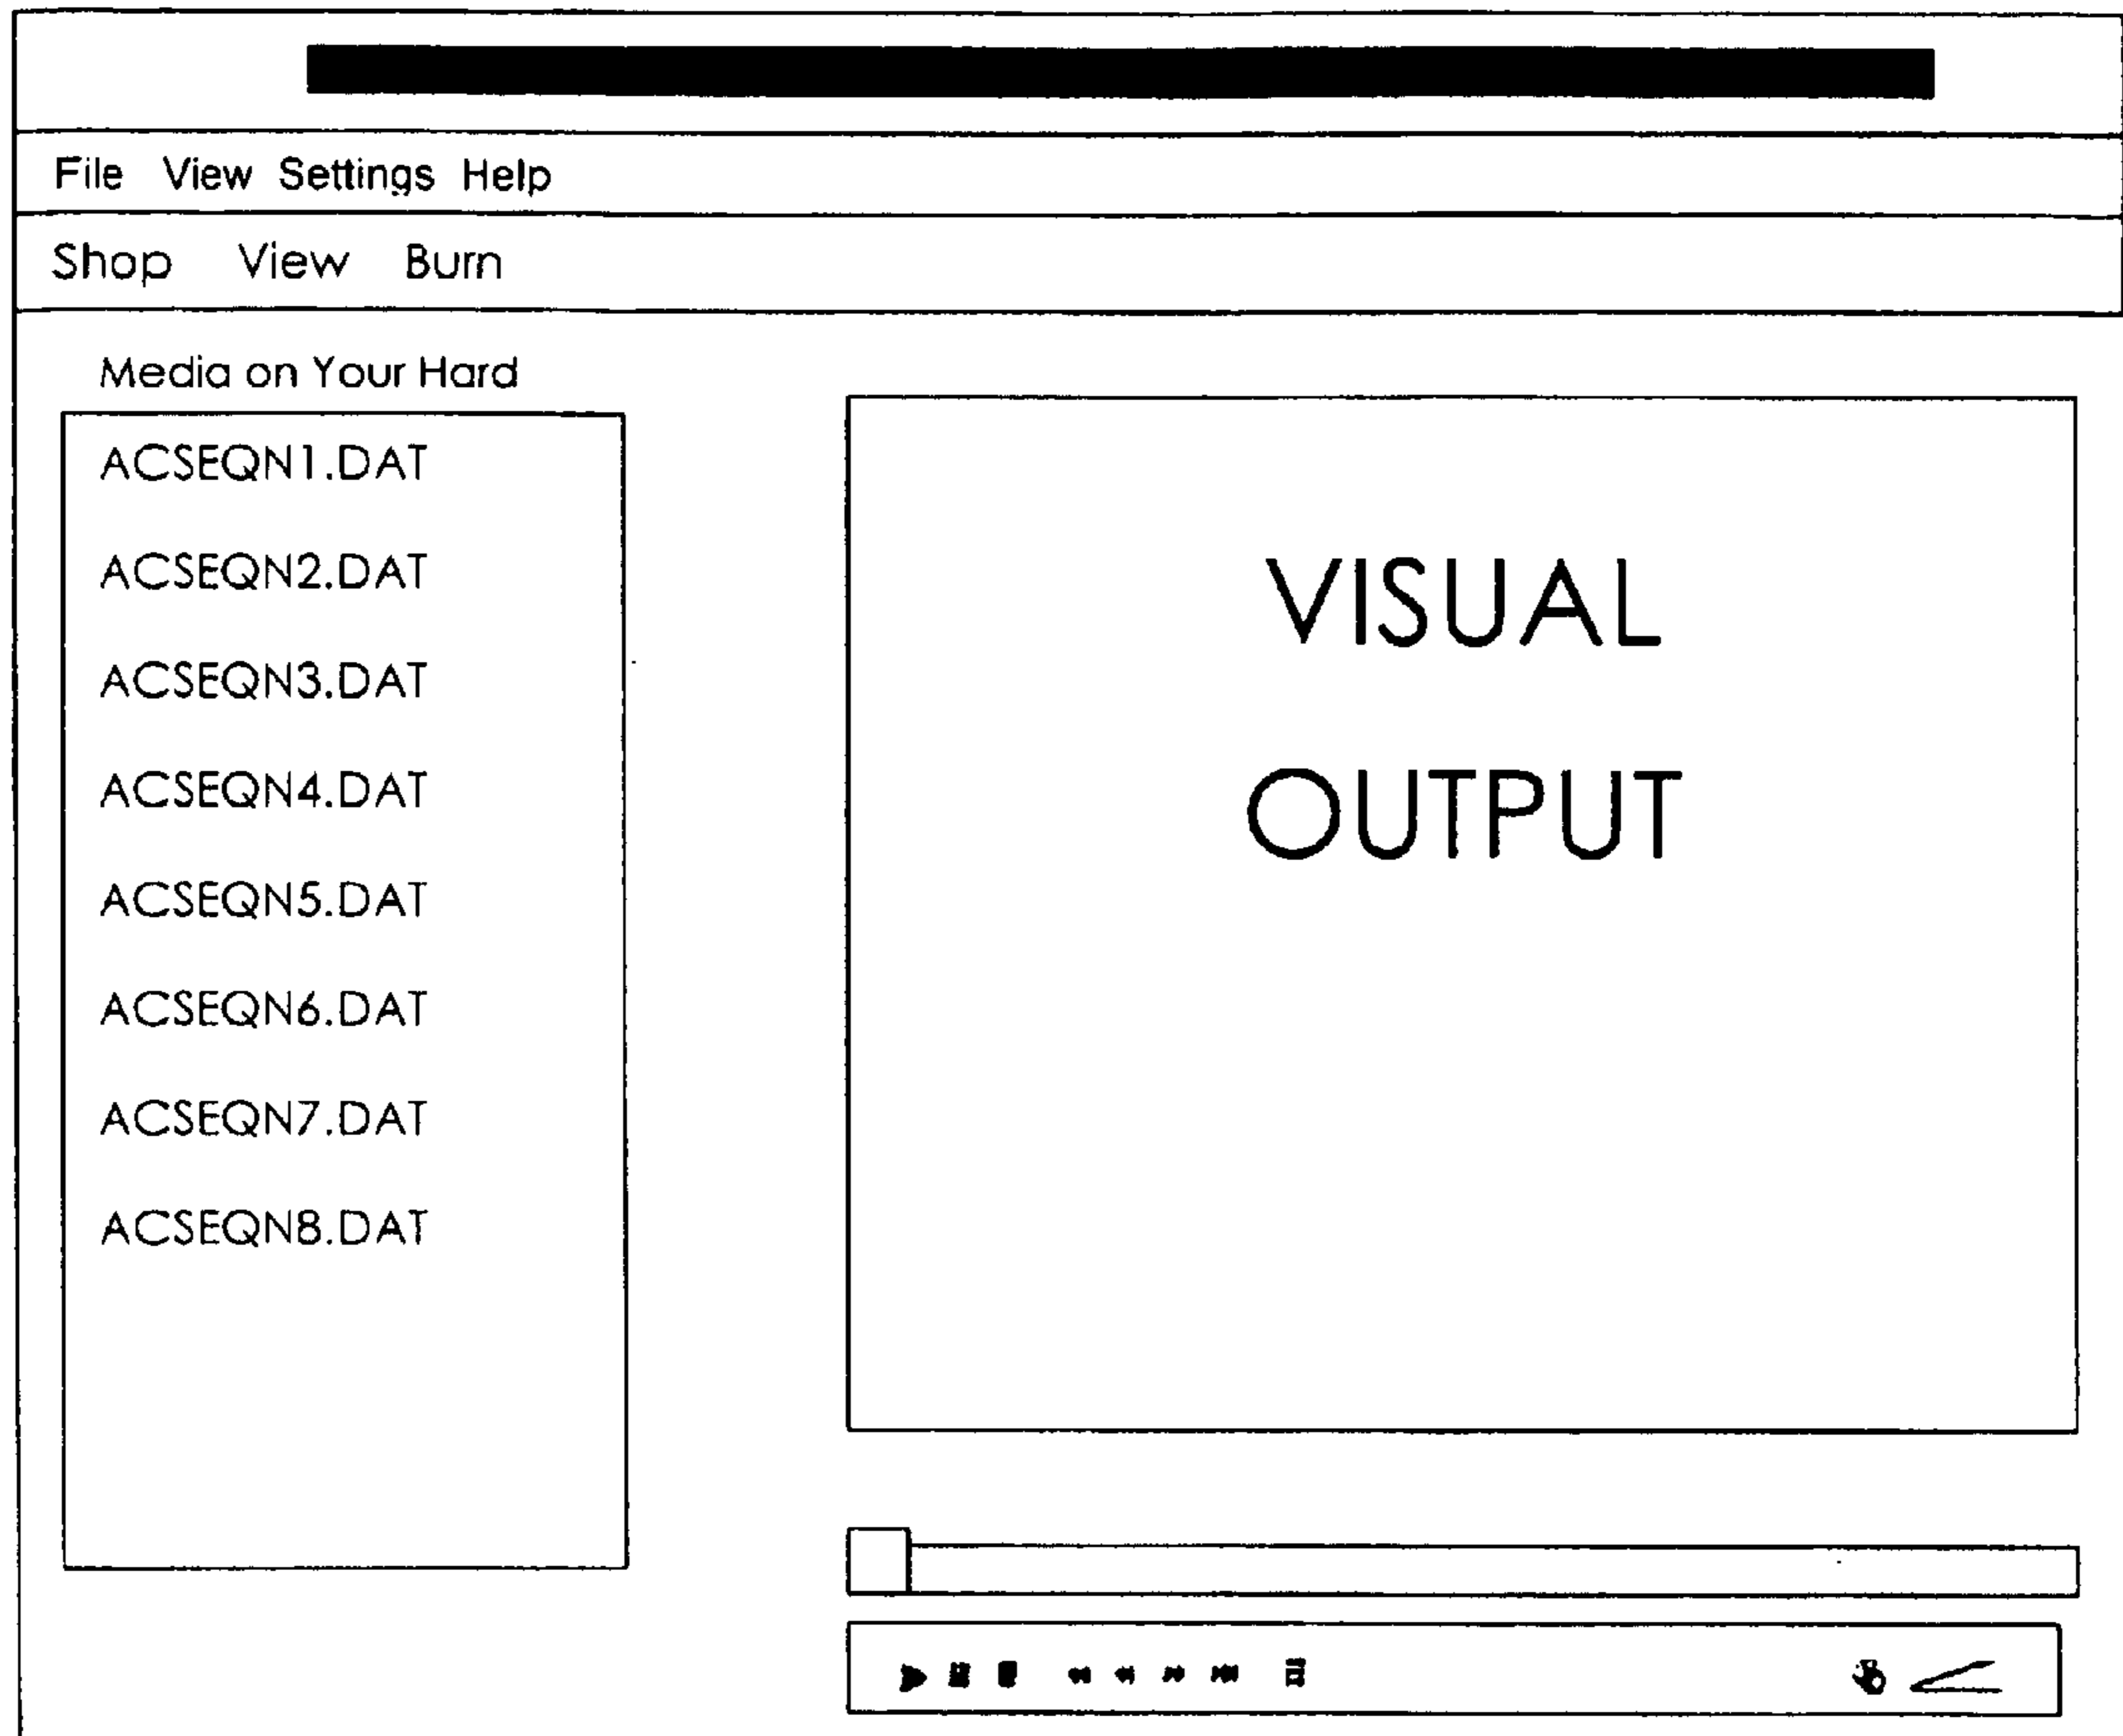 File View Settings Help
Shop View Burn
Media on Your Hard
ACSEQN1.DAT
ACSEQN2.DAT
ACSEQN3.DAT
ACSEQN4.DAT
ACSEQN5.DAT
ACSEQN6.DAT
ACSEQN7.DAT
ACSEQN8.DAT
VISUAL
OUTPUT